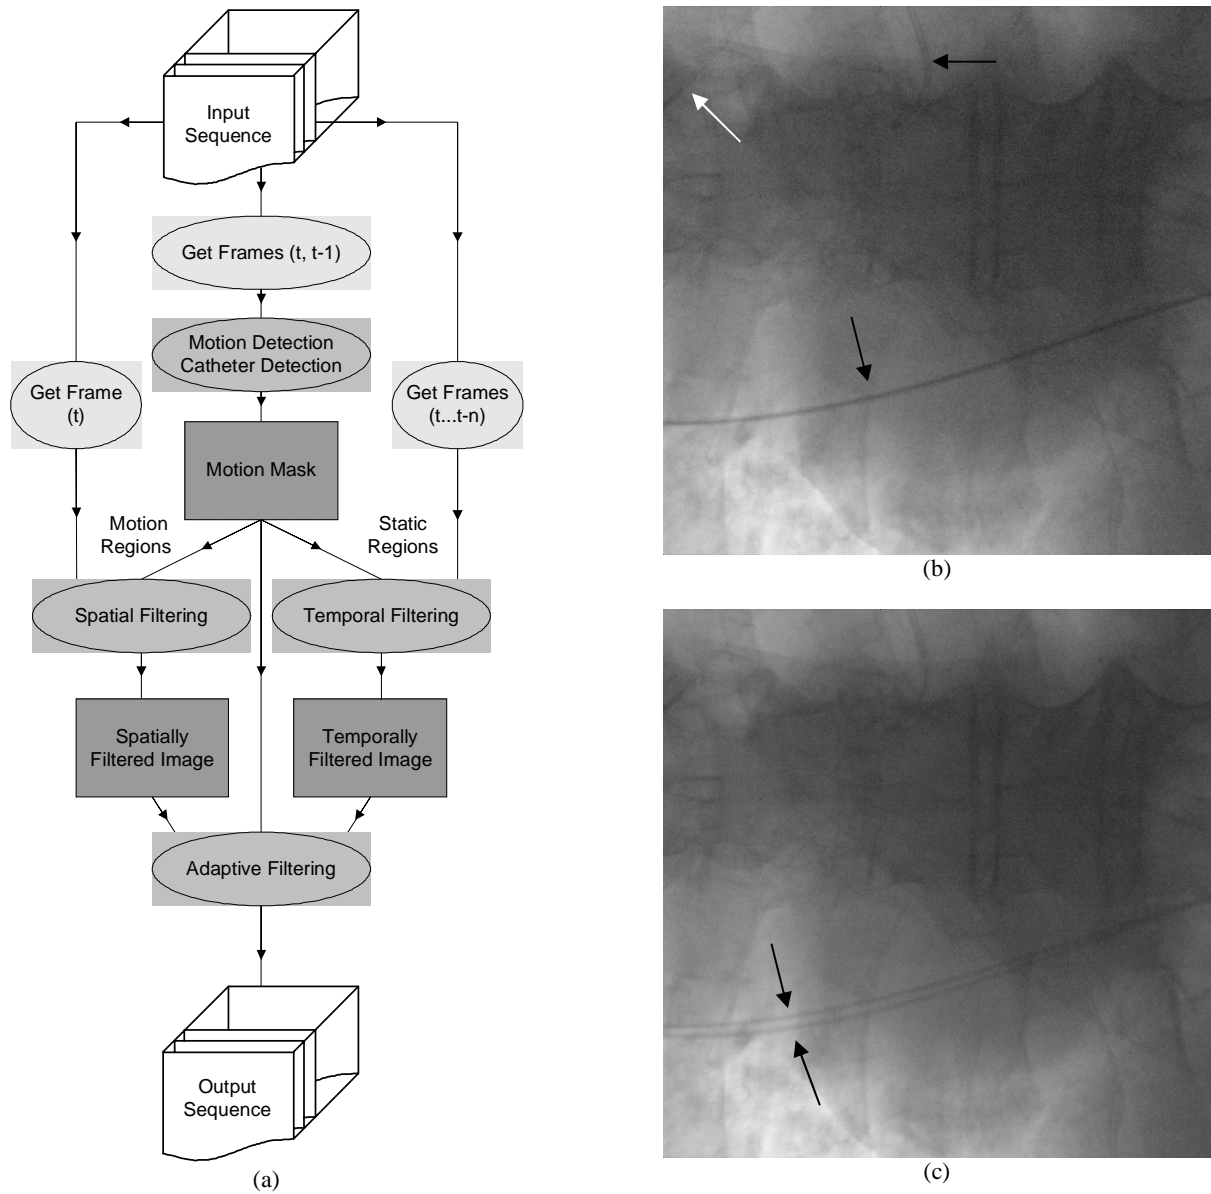 Input
Sequence
Get Frames (t, t-1)
Motion Detection
Catheter Detection
Get Frame
(t)
Get Frames
(t...t-n)
Motion Mask
Motion
Regions
Static
Regions
Spatial Filtering
Temporal Filtering
Spatially
Filtered Image
Temporally
Filtered Image
Adaptive Filtering
Output
Sequence
(a)
(b)
(c)